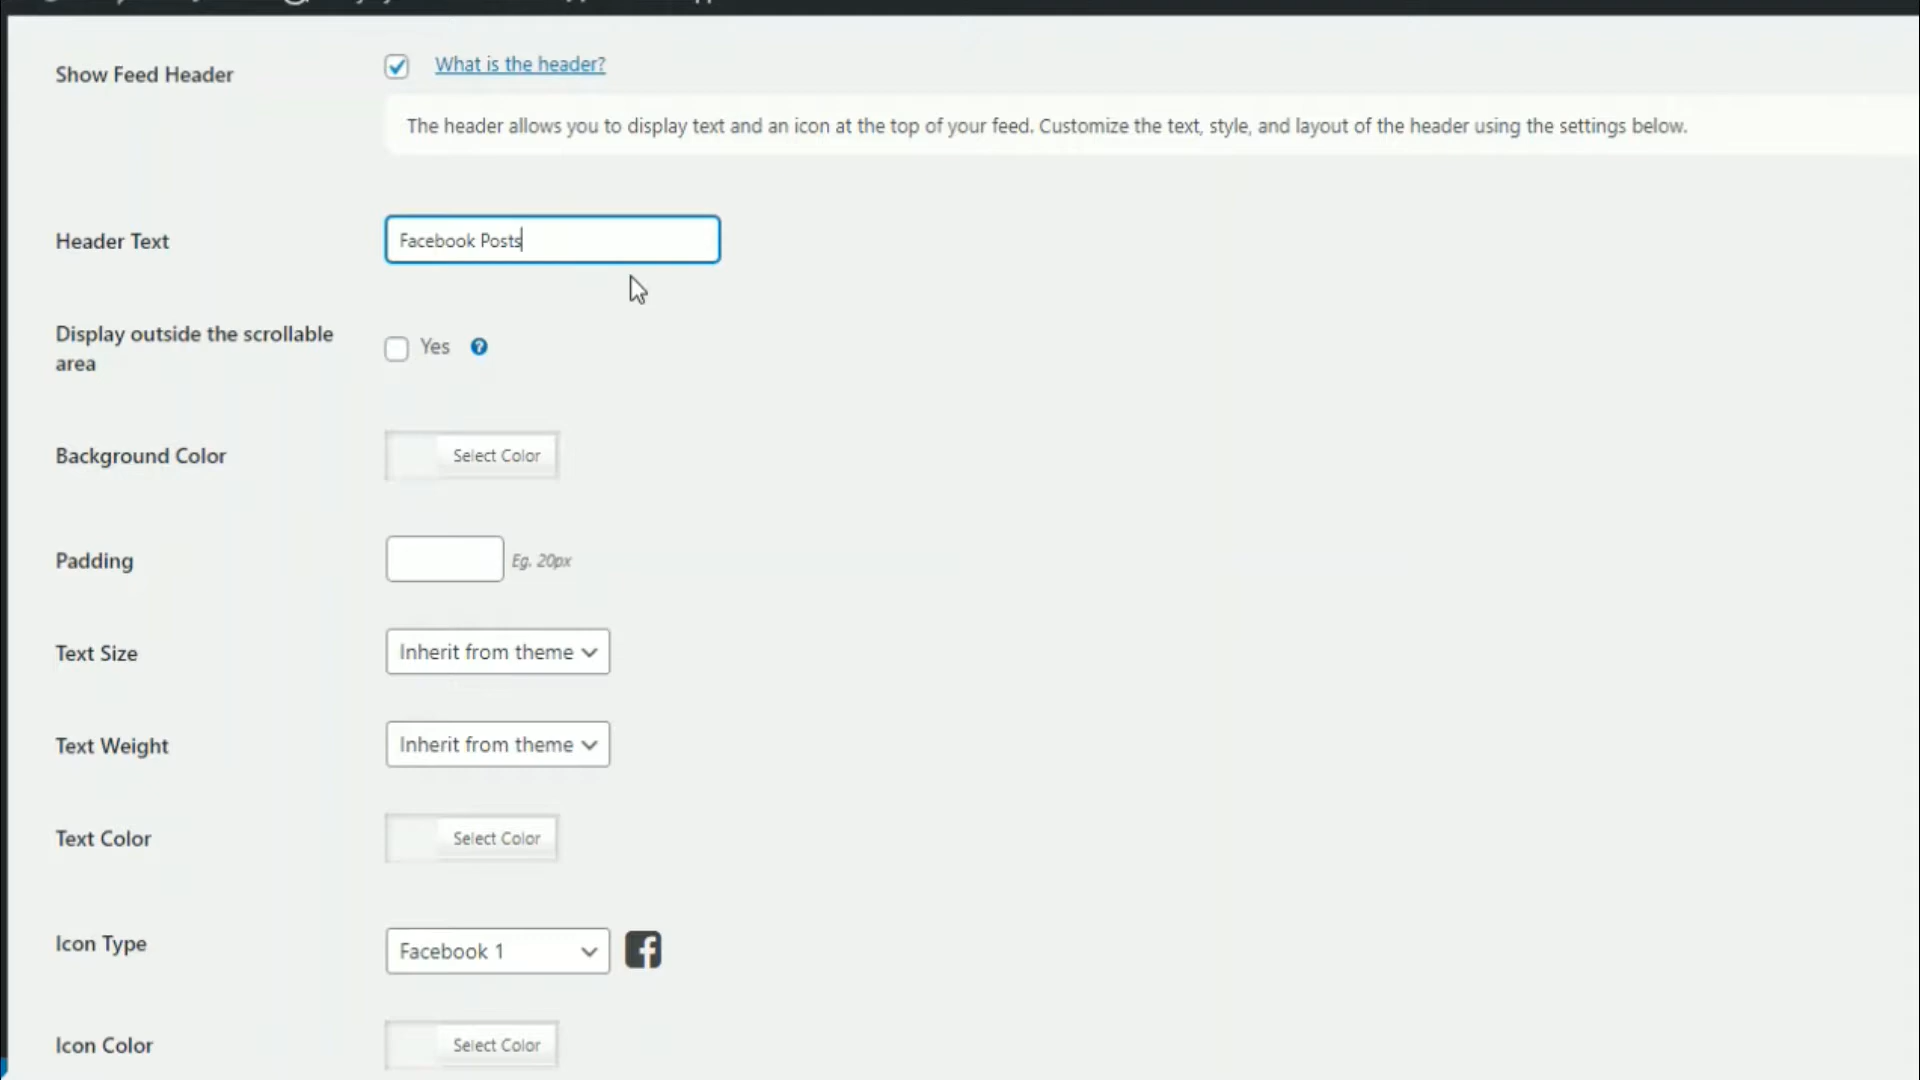 Show Feed Header
What is the header?
The header allows you to display text and an icon at the top of your feed. Customize the text, style, and layout of the header using the settings below.
Header Text
Facebook Posts
Display outside the scrollable
area
Yes
Background Color
Select Color
Padding
Eg. 20px
Text Size
Inherit from theme
Text Weight
Inherit from theme
Text Color
Select Color
Icon Type
Facebook 1
Icon Color
Select Color